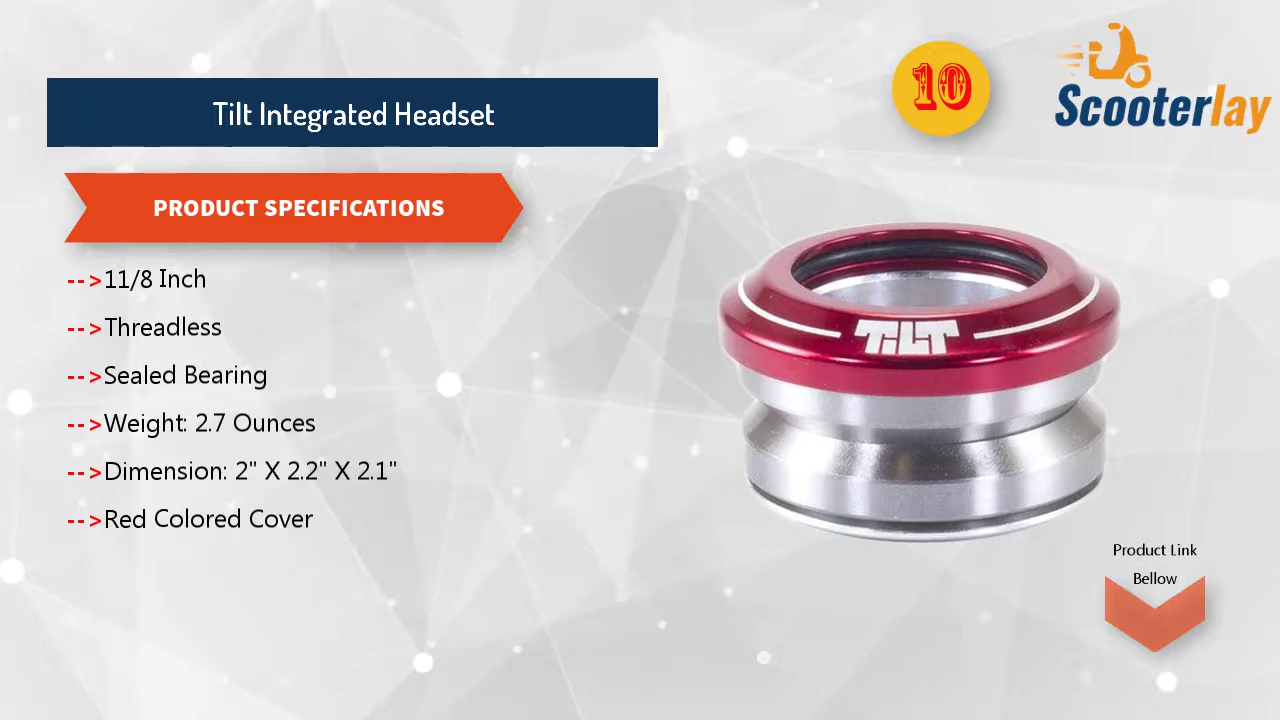 Tilt Integrated Headset
10
Scooterlay
PRODUCT SPECIFICATIONS
-->11/8 Inch
-->Threadless
-->Sealed Bearing
-->Weight: 2.7 Ounces
-->Dimension: 2" X 2.2" X 2.1"
-->Red Colored Cover
TILT
Product Link
Bellow